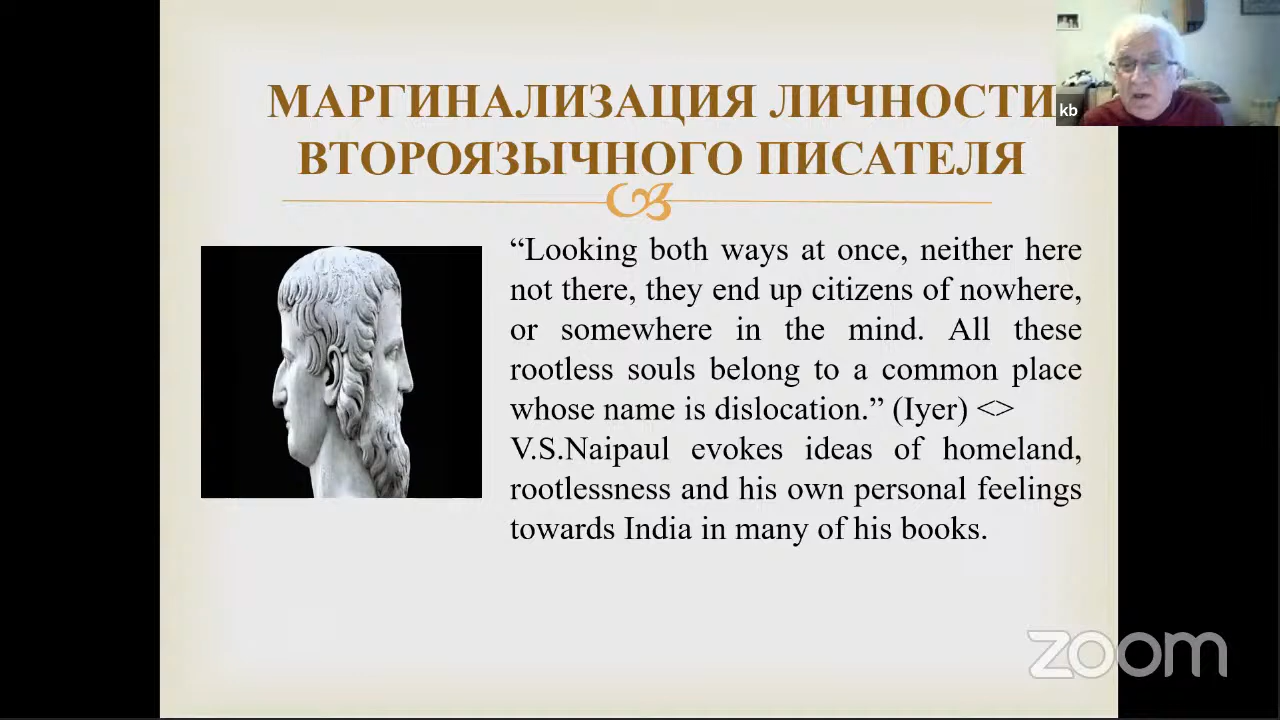 МАРГИНАЛИЗАЦИЯ ЛИЧНОСТИ
ВТОРОЯЗЫЧНОГО ПИСАТЕЛЯ
kb
“Looking both ways at once, neither here
not there, they end up citizens of nowhere,
or somewhere in the mind. All these
rootless souls belong to a common place
whose name is dislocation.” (Iyer) <>
V.S.Naipaul evokes ideas of homeland,
rootlessness and his own personal feelings
towards India in many of his books.
zoom